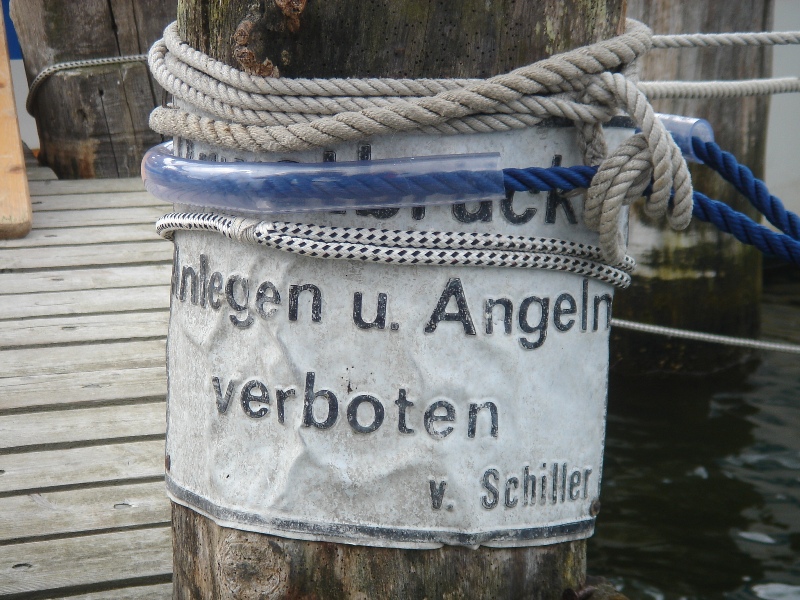 Anlegen u. Angeln
verboten
v. Schiller